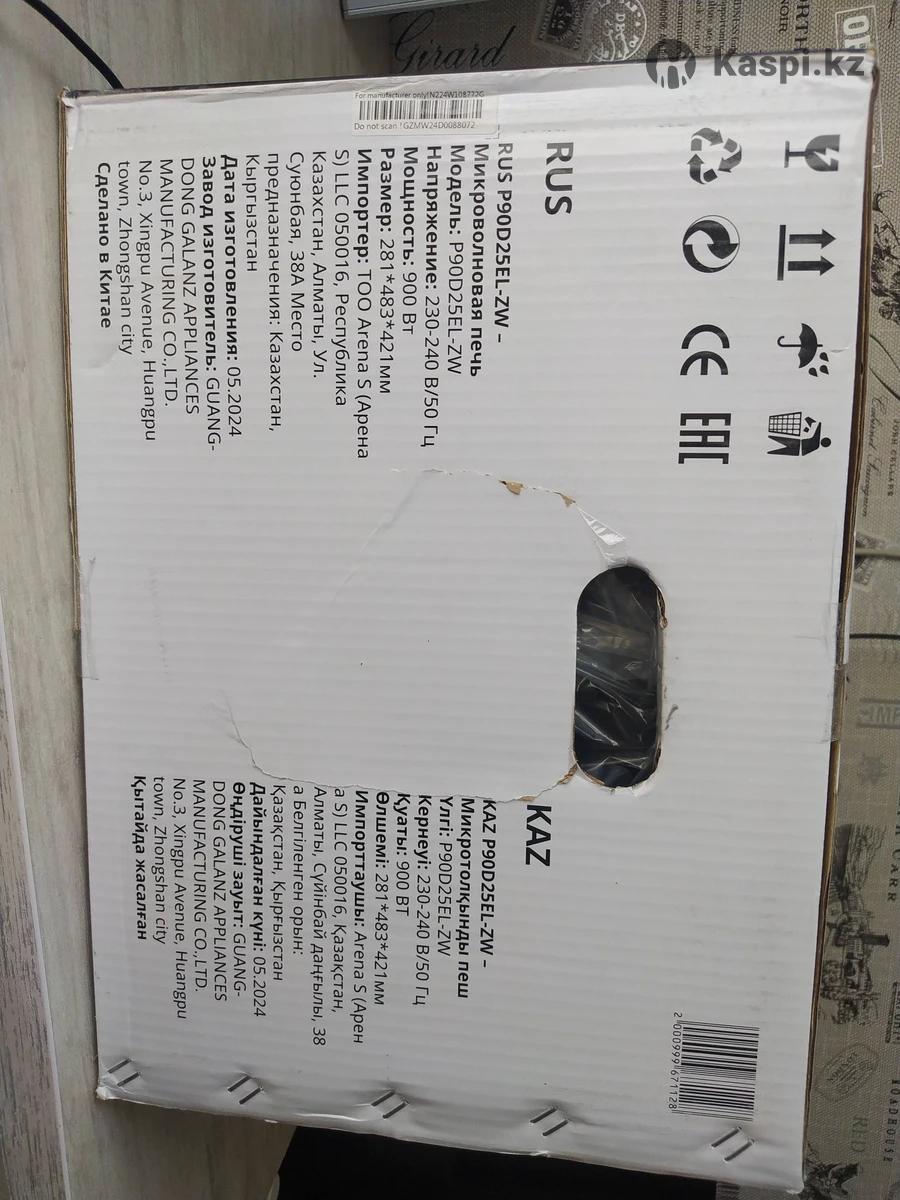 Girard
Kaspi.kz
For manufacturer only!N224W108772G
Do not scan !GZMW24D0088072
EAC
RUS
RUS P90D25EL-ZW –
Микроволновая печь
Модель: P90D25EL-ZW
Напряжение: 230-240 В/50 Гц
Мощность: 900 Вт
Размер: 281*483*421мм
Импортер: ТОО Arena S (Арена
S) LLC 050016, Республика
Казахстан, Алматы, Ул.
Суюнбая, 38А Место
предназначения: Казахстан,
Кыргызстан
Дата изготовления: 05.2024
Завод изготовитель: GUANG-
DONG GALANZ APPLIANCES
MANUFACTURING CO.,LTD.
No.3, Xingpu Avenue, Huangpu
town, Zhongshan city
Сделано в Китае
KAZ
KAZ P90D25EL-ZW –
Микротолқынды пеш
Үлгі: P90D25EL-ZW
Кернеуі: 230-240 В/50 Гц
Қуаты: 900 ВТ
Өлшемі: 281*483*421мм
Импорттаушы: Arena S (Арен
а S) LLC 050016, Қазақстан,
Алматы, Сүйінбай даңғылы, 38
а Белгіленген орын:
Қазақстан, Қырғызстан
Дайындалған күні: 05.2024
Өндіруші зауыт: GUANG-
DONG GALANZ APPLIANCES
MANUFACTURING CO.,LTD.
No.3, Xingpu Avenue, Huangpu
town, Zhongshan city
Қытайда жасалған
2 000999 671128